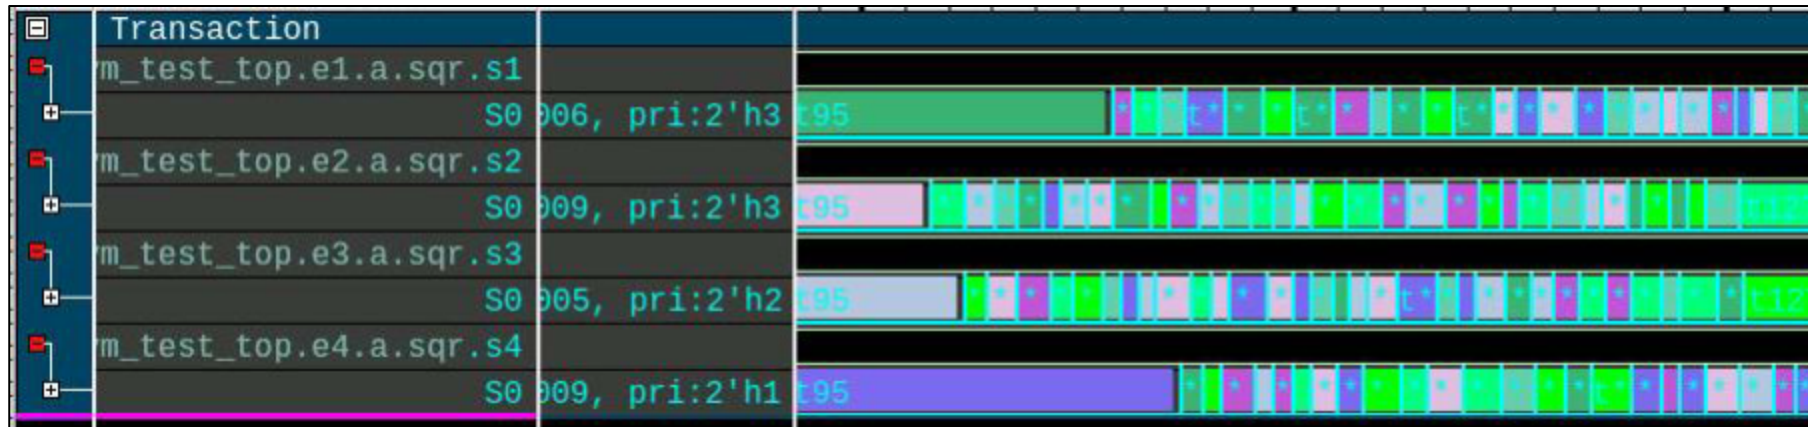 Transaction
m_test_top.e1.a.sqr.s1
S0 006, pri:2'h3 t95 * t* * * t* * * t* * * * * * * *
m_test_top.e2.a.sqr.s2
S0 009, pri:2'h3 t95 * * * * * * * * * * * * * * * * * * * * * * * t12
m_test_top.e3.a.sqr.s3
S0 005, pri:2'h2 t95 * * * * * * * * * * * t* * * * * * * * t12
m_test_top.e4.a.sqr.s4
S0 009, pri:2'h1 t95 * * * * * * * * * * * * * t * * * * * *